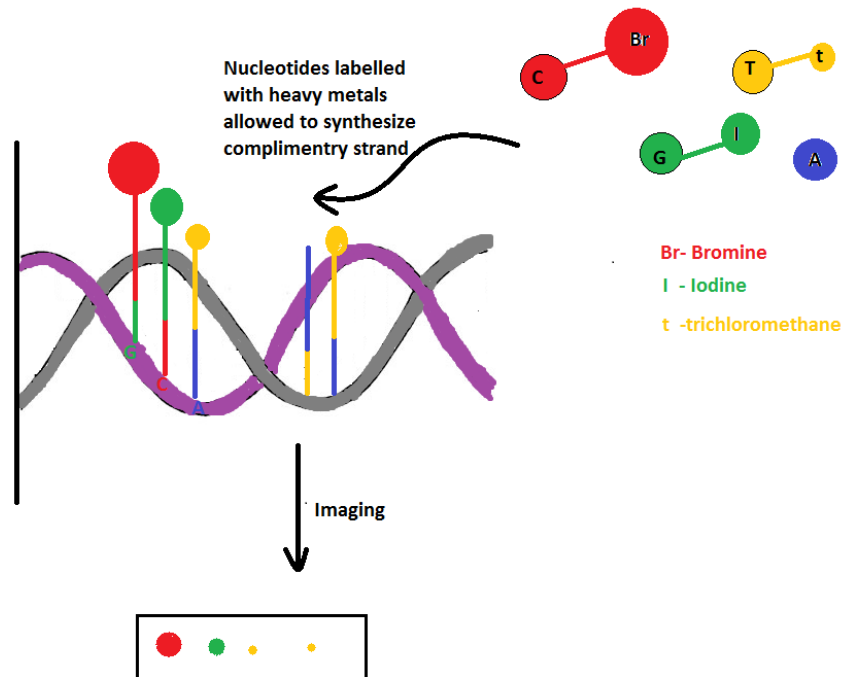 Br
C
T
t
G
I
A
Nucleotides labelled
with heavy metals
allowed to synthesize
complimentry strand
Br- Bromine
I - Iodine
t -trichloromethane
G
C
A
Imaging